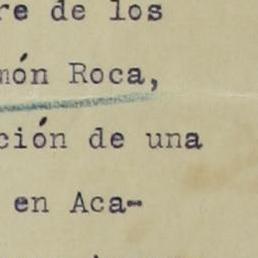 re de los
món Roca,
ción de una
en Aca-